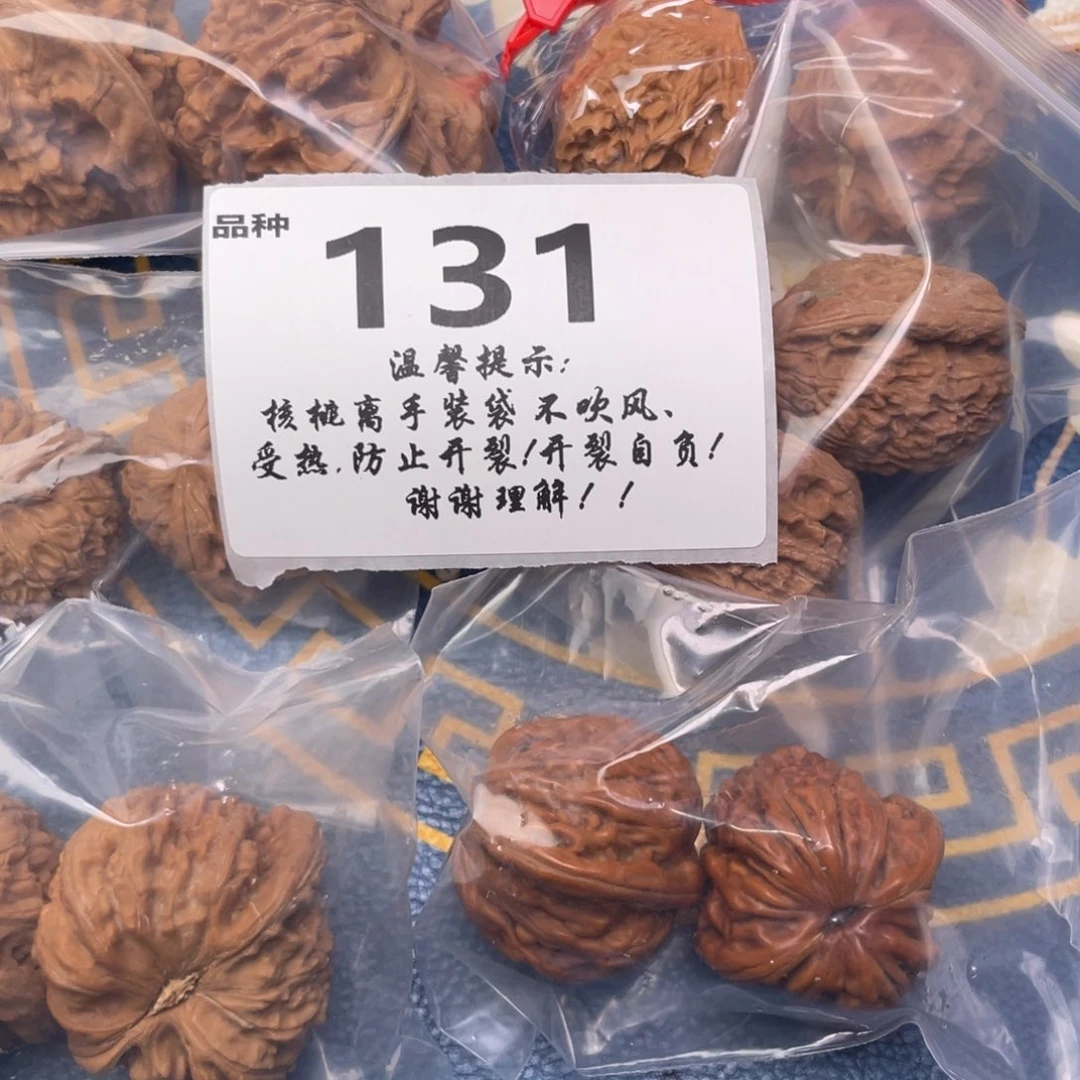 品种
131
温馨提示:
核桃离手装袋不吹风、
受热.防止开裂!开裂自负!
谢谢理解!!